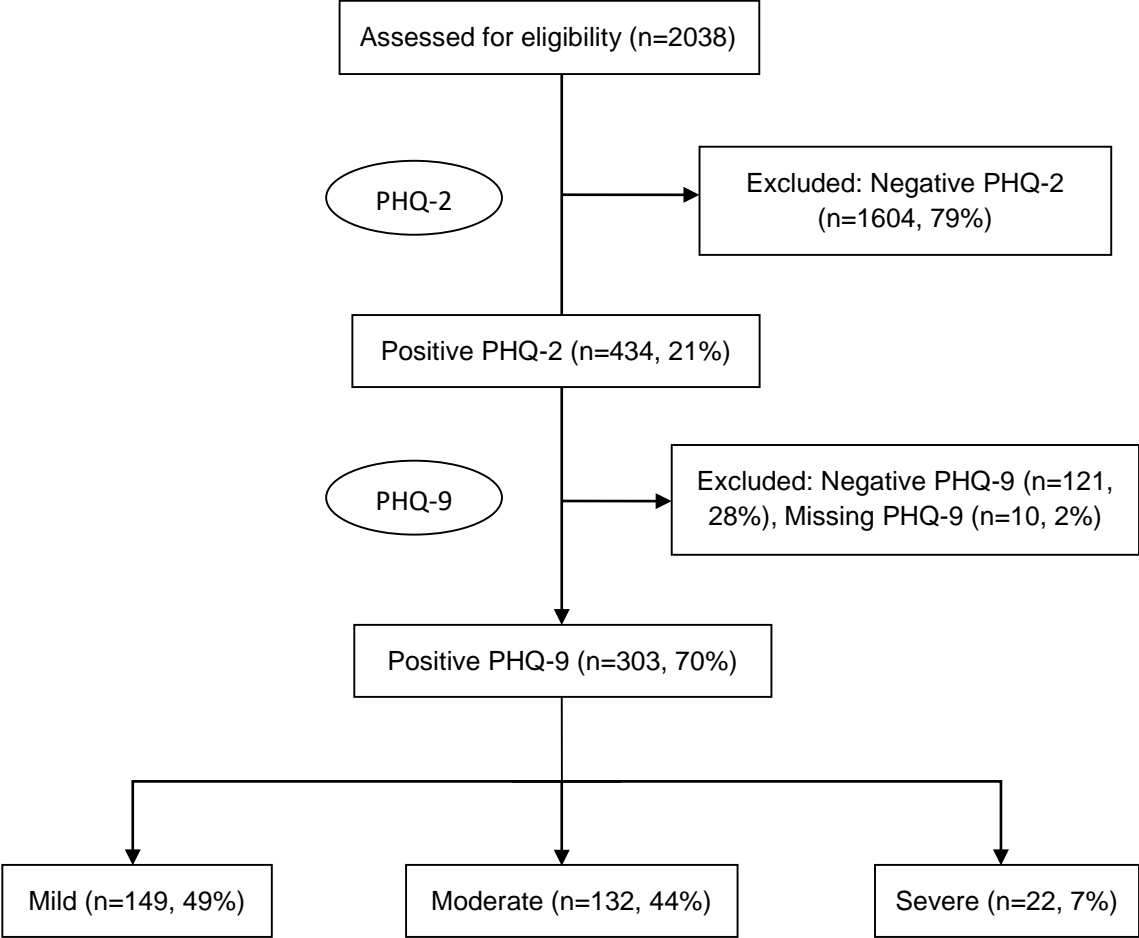 Assessed for eligibility (n=2038)
PHQ-2
Excluded: Negative PHQ-2
(n=1604, 79%)
Positive PHQ-2 (n=434, 21%)
PHQ-9
Excluded: Negative PHQ-9 (n=121,
28%), Missing PHQ-9 (n=10, 2%)
Positive PHQ-9 (n=303, 70%)
Mild (n=149, 49%)
Moderate (n=132, 44%)
Severe (n=22, 7%)